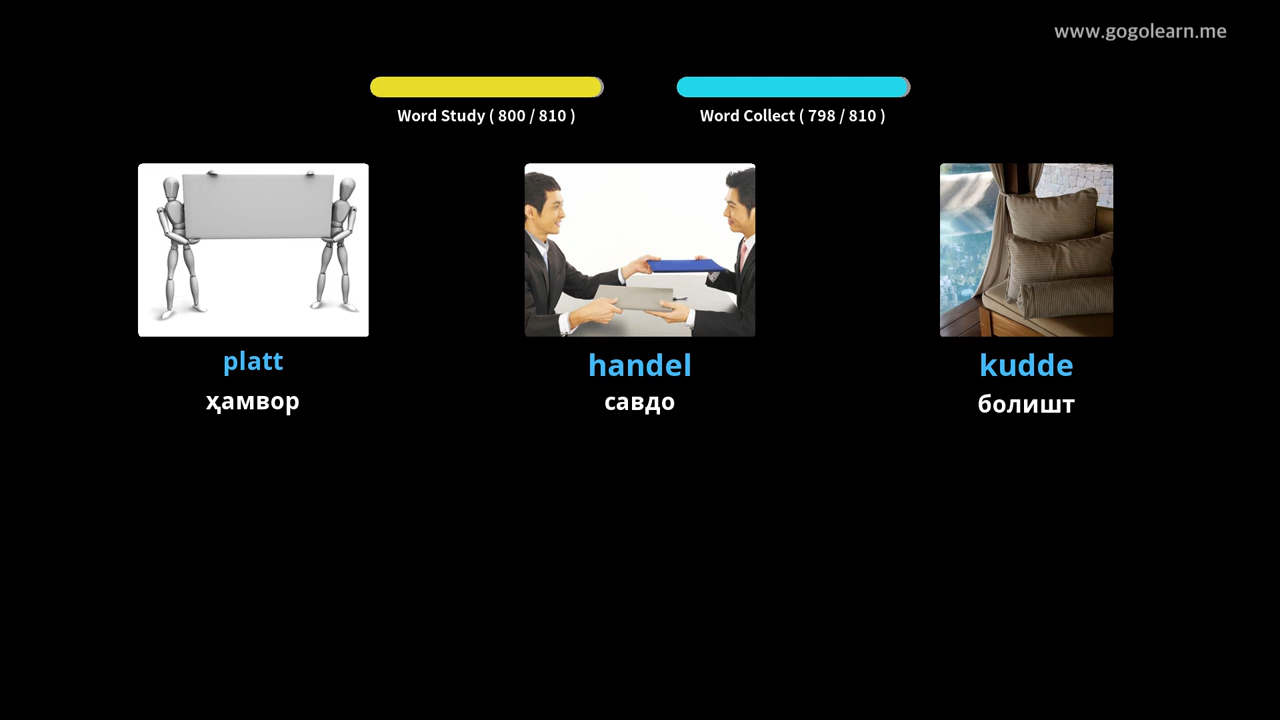 www.gogolearn.me
Word Study ( 800 / 810 )
Word Collect ( 798 / 810 )
platt
ҳамвор
handel
савдо
kudde
болишт